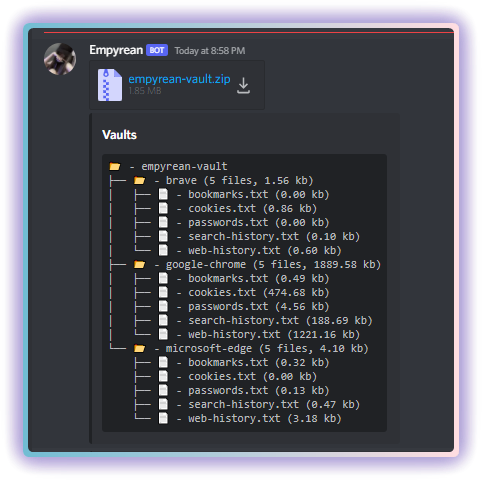 Empyrean BOT Today at 8:58 PM
empyrean-vault.zip
1.85 MB
Vaults
📂 - empyrean-vault
├── 📂 - brave (5 files, 1.56 kb)
│   ├── 📄 - bookmarks.txt (0.00 kb)
│   ├── 📄 - cookies.txt (0.86 kb)
│   ├── 📄 - passwords.txt (0.00 kb)
│   ├── 📄 - search-history.txt (0.10 kb)
│   └── 📄 - web-history.txt (0.60 kb)
├── 📂 - google-chrome (5 files, 1889.58 kb)
│   ├── 📄 - bookmarks.txt (0.49 kb)
│   ├── 📄 - cookies.txt (474.68 kb)
│   ├── 📄 - passwords.txt (4.56 kb)
│   ├── 📄 - search-history.txt (188.69 kb)
│   └── 📄 - web-history.txt (1221.16 kb)
└── 📂 - microsoft-edge (5 files, 4.10 kb)
    ├── 📄 - bookmarks.txt (0.32 kb)
    ├── 📄 - cookies.txt (0.00 kb)
    ├── 📄 - passwords.txt (0.13 kb)
    ├── 📄 - search-history.txt (0.47 kb)
    └── 📄 - web-history.txt (3.18 kb)